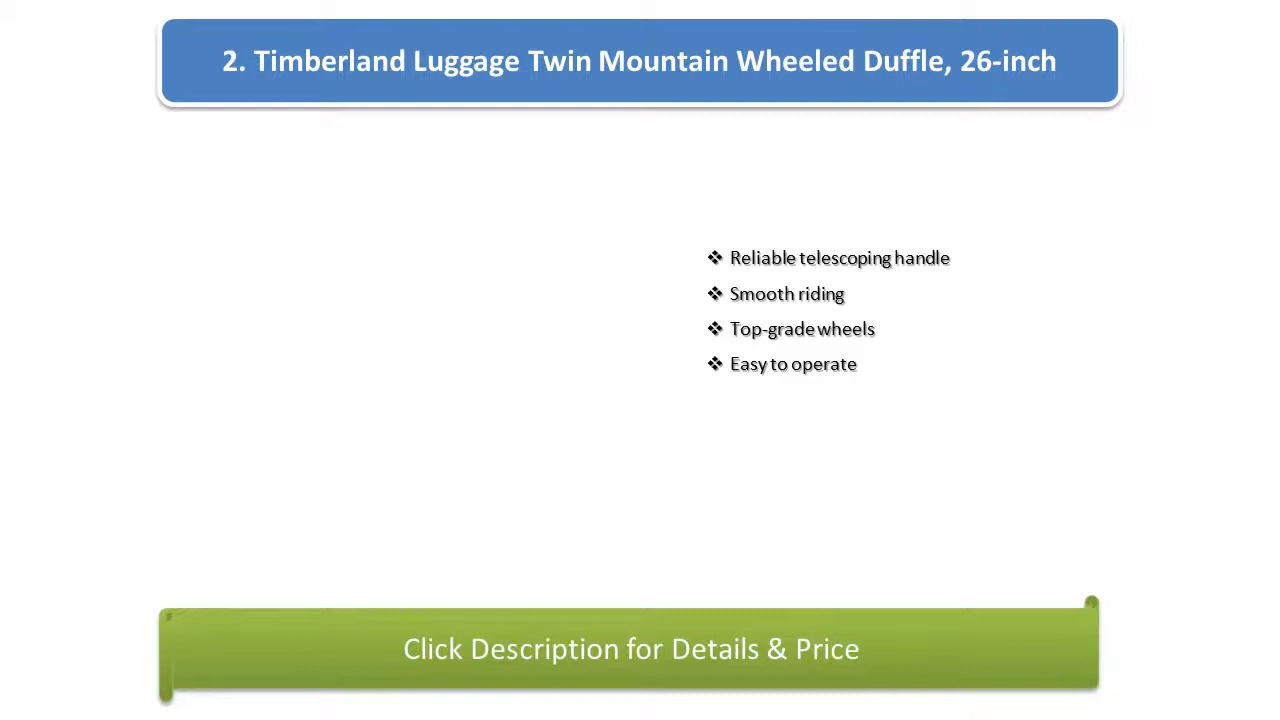 2. Timberland Luggage Twin Mountain Wheeled Duffle, 26-inch
❖ Reliable telescoping handle
❖ Smooth riding
❖ Top-grade wheels
❖ Easy to operate
Click Description for Details & Price